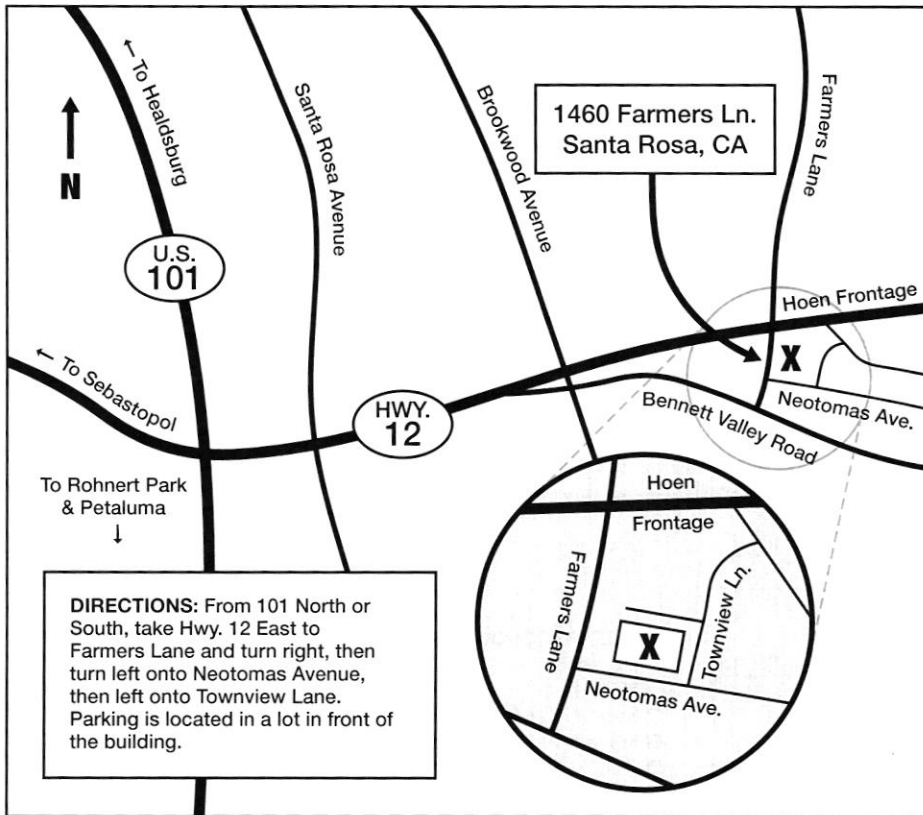 ← To Healdsburg
N
Santa Rosa Avenue
Brookwood Avenue
1460 Farmers Ln.
Santa Rosa, CA
Farmers Lane
U.S.
101
Hoen Frontage
X
← To Sebastopol
HWY.
12
Neotomas Ave.
Bennett Valley Road
To Rohnert Park
& Petaluma
↓
Hoen
Frontage
Farmers Lane
Townview Ln.
X
Neotomas Ave.
DIRECTIONS: From 101 North or
South, take Hwy. 12 East to
Farmers Lane and turn right, then
turn left onto Neotomas Avenue,
then left onto Townview Lane.
Parking is located in a lot in front of
the building.